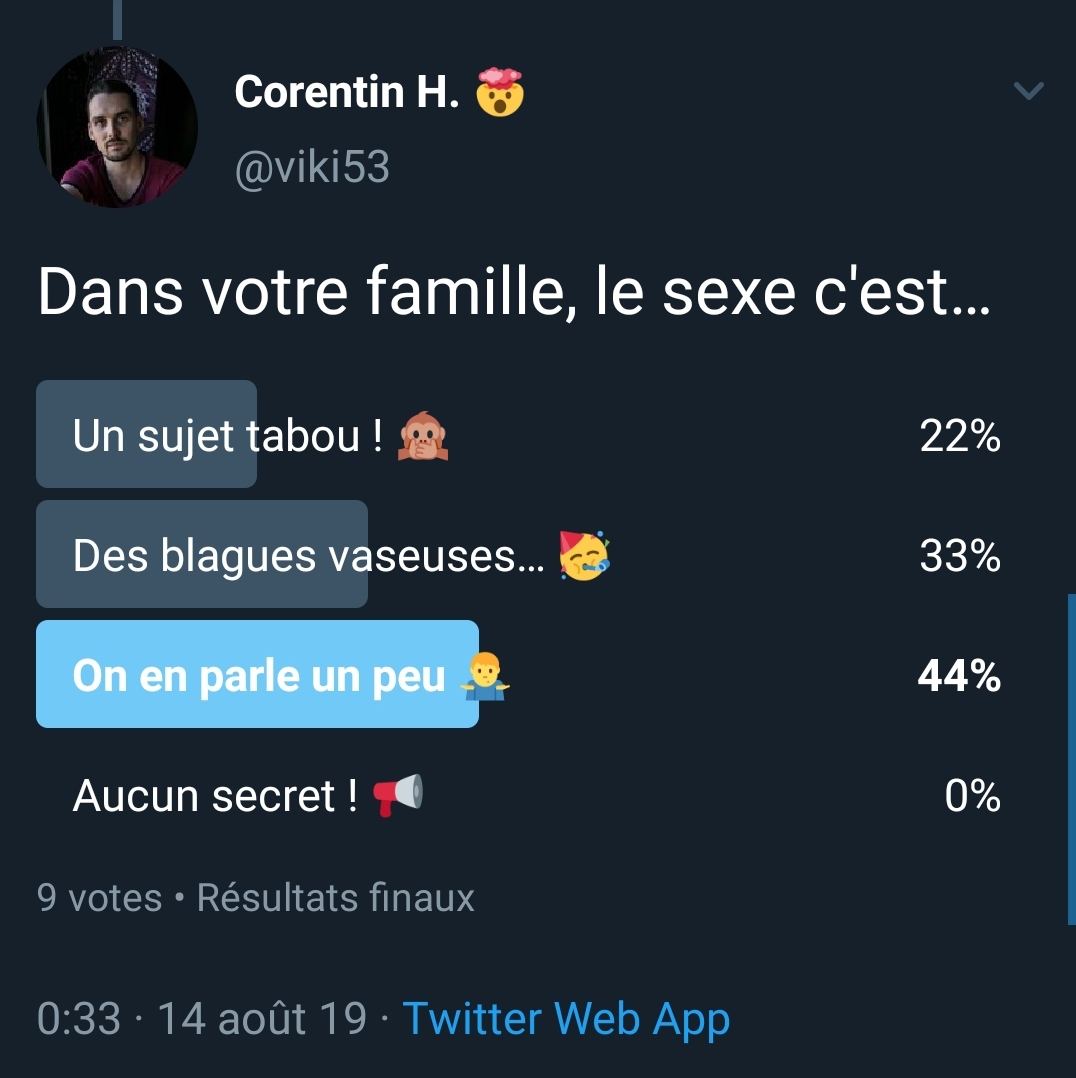 Corentin H. 🤯
@viki53
Dans votre famille, le sexe c'est…
Un sujet tabou ! 🙊 22%
Des blagues vaseuses… 🥳 33%
On en parle un peu 🤷‍♂️ 44%
Aucun secret ! 📢 0%
9 votes • Résultats finaux
0:33 · 14 août 19 · Twitter Web App